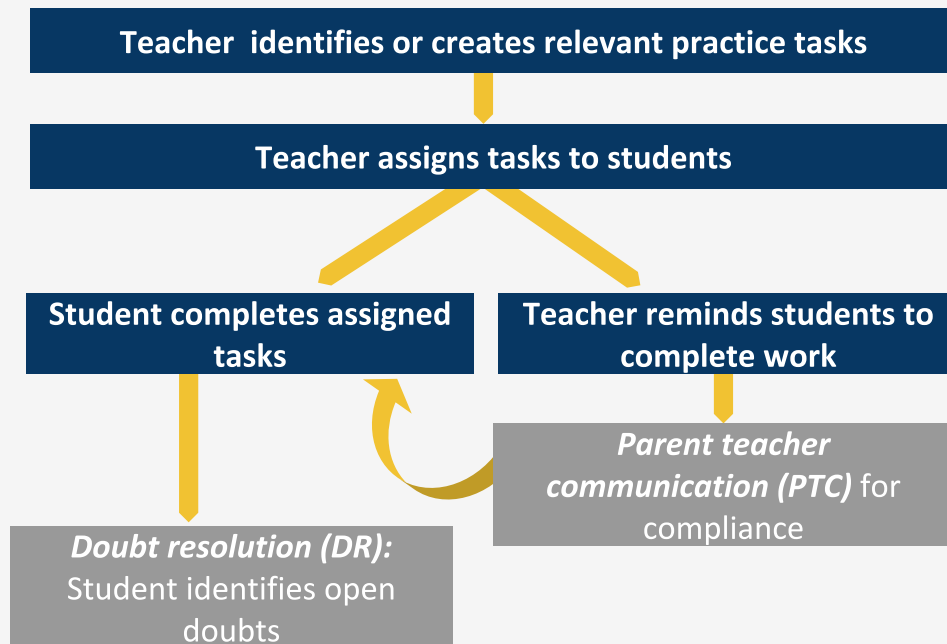 Teacher  identifies or creates relevant practice tasks
Teacher assigns tasks to students
Student completes assigned
tasks
Teacher reminds students to
complete work
Parent teacher
communication (PTC) for
compliance
Doubt resolution (DR):
Student identifies open
doubts